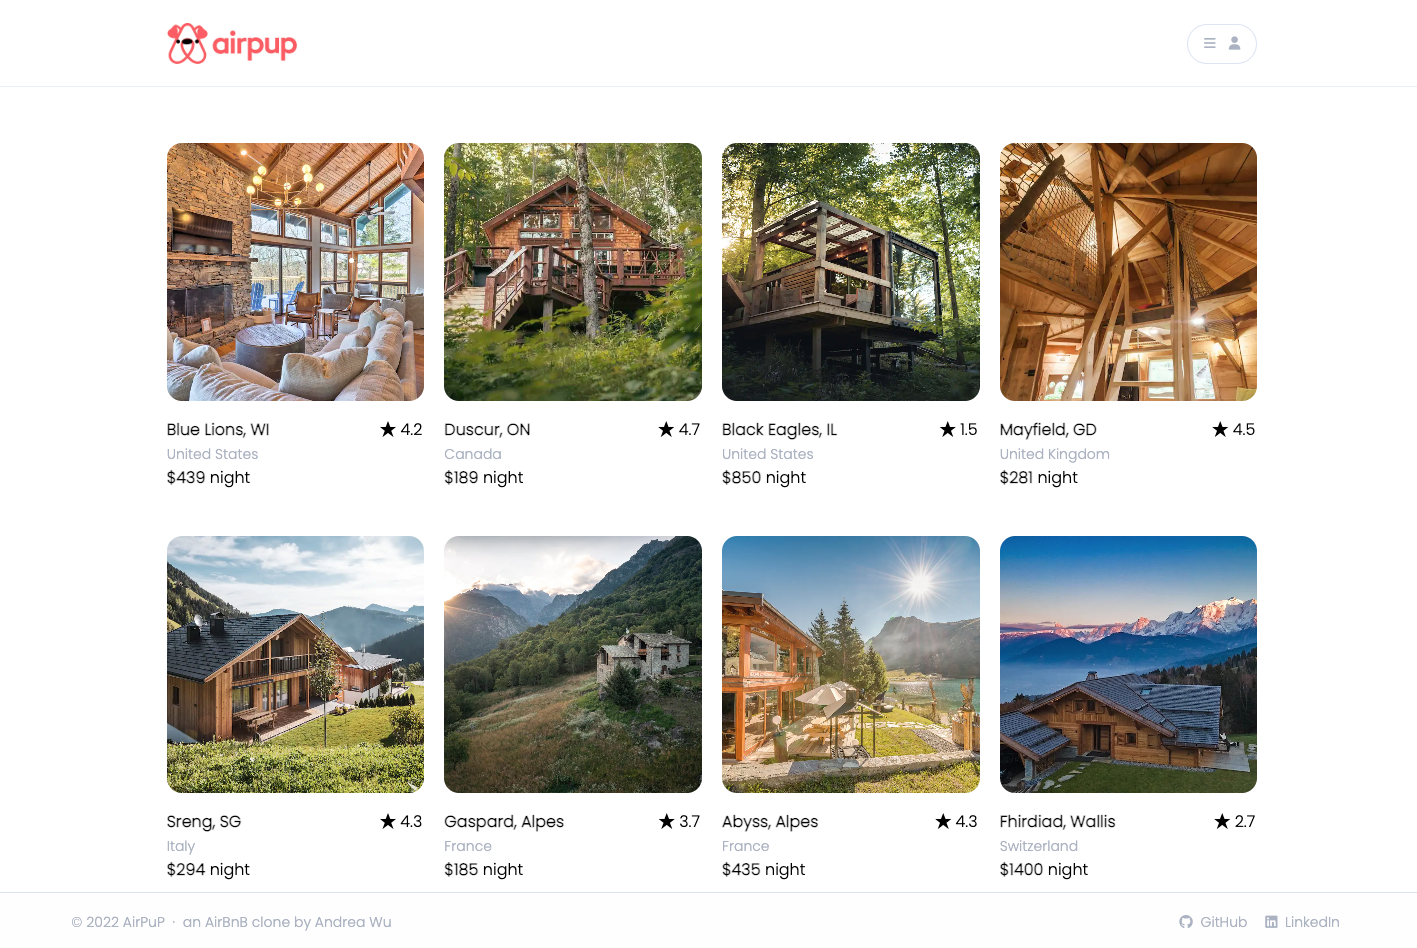 airpup
Blue Lions, WI ★ 4.2
United States
$439 night
Duscur, ON ★ 4.7
Canada
$189 night
Black Eagles, IL ★ 1.5
United States
$850 night
Mayfield, GD ★ 4.5
United Kingdom
$281 night
Sreng, SG ★ 4.3
Italy
$294 night
Gaspard, Alpes ★ 3.7
France
$185 night
Abyss, Alpes ★ 4.3
France
$435 night
Fhirdiad, Wallis ★ 2.7
Switzerland
$1400 night
© 2022 AirPuP · an AirBnB clone by Andrea Wu
GitHub LinkedIn